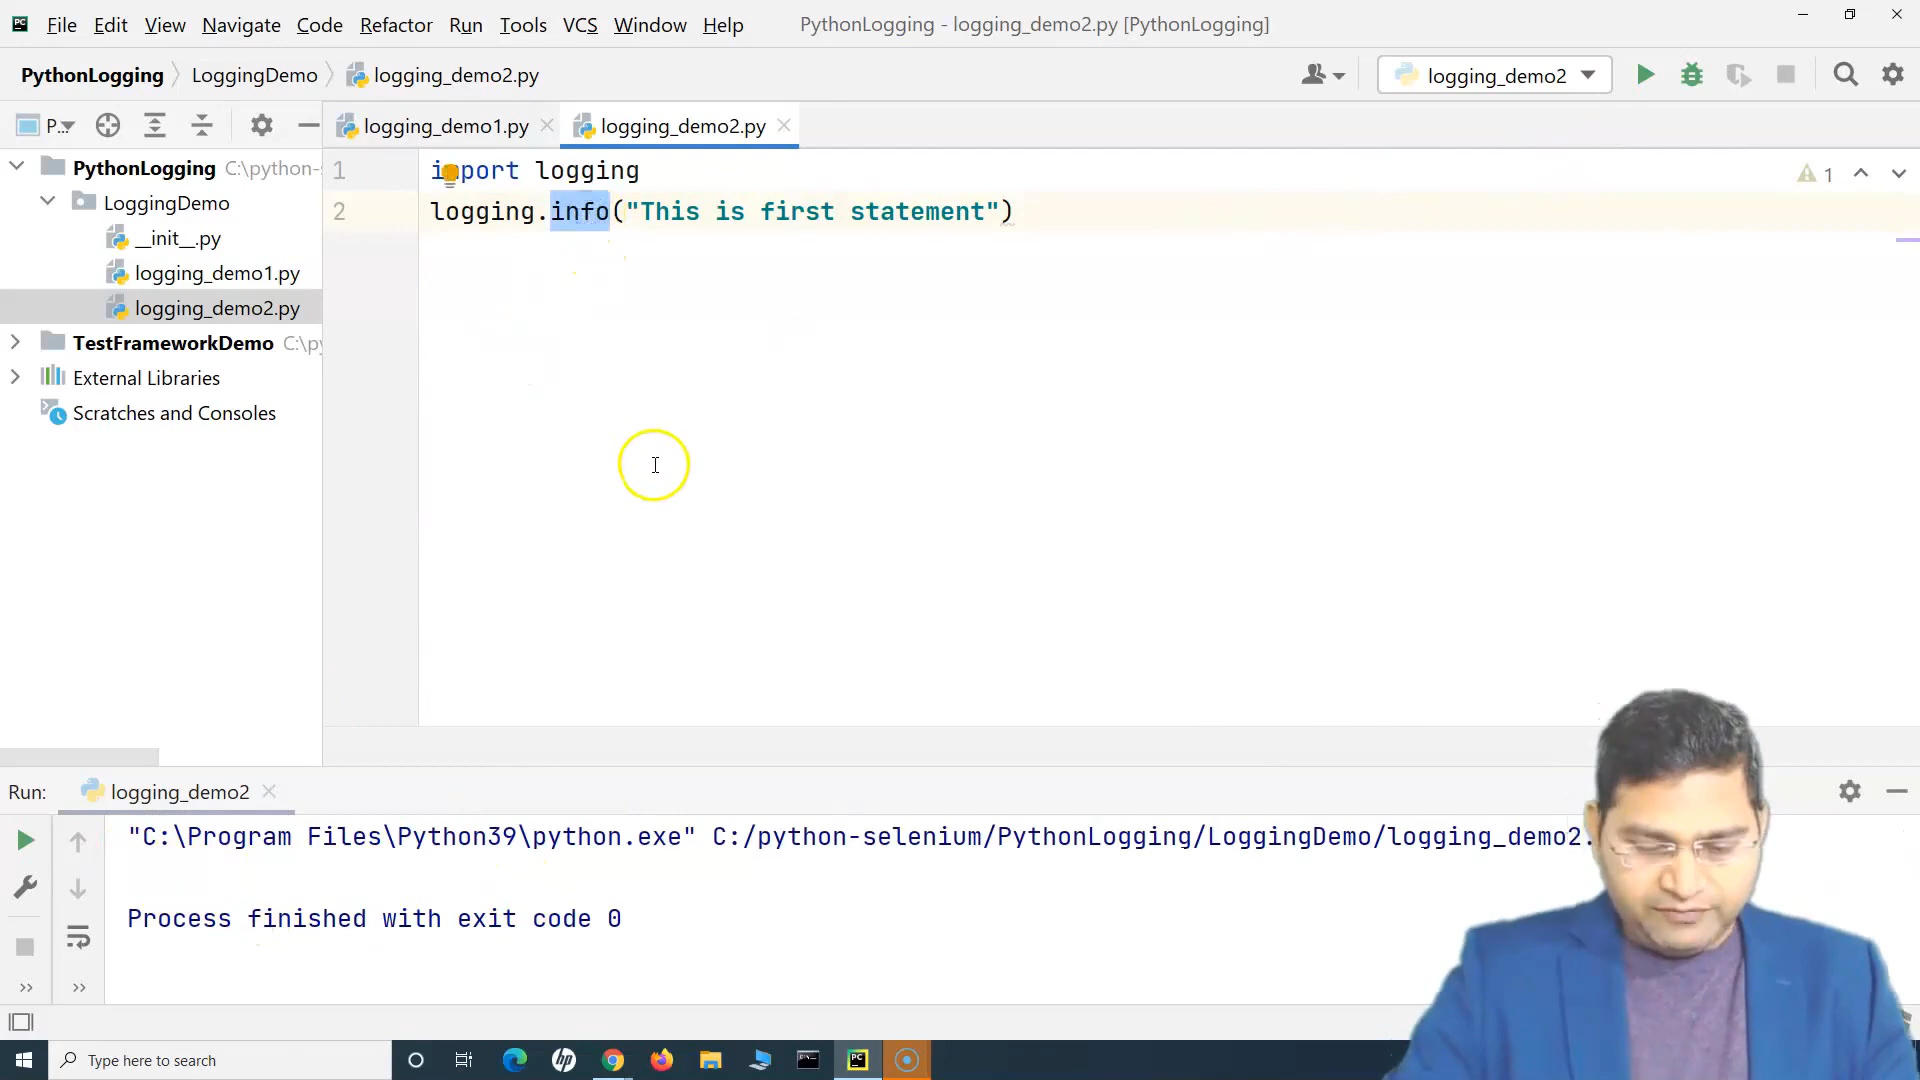 File Edit View Navigate Code Refactor Run Tools VCS Window Help PythonLogging - logging_demo2.py [PythonLogging]
PythonLogging LoggingDemo logging_demo2.py logging_demo2
P... logging_demo1.py logging_demo2.py
PythonLogging C:\python-s
LoggingDemo
__init__.py
logging_demo1.py
logging_demo2.py
TestFrameworkDemo C:\py
External Libraries
Scratches and Consoles
1 import logging
2 logging.info("This is first statement")
1
Run: logging_demo2
"C:\Program Files\Python39\python.exe" C:/python-selenium/PythonLogging/LoggingDemo/logging_demo2.
Process finished with exit code 0
Type here to search
hp
PC